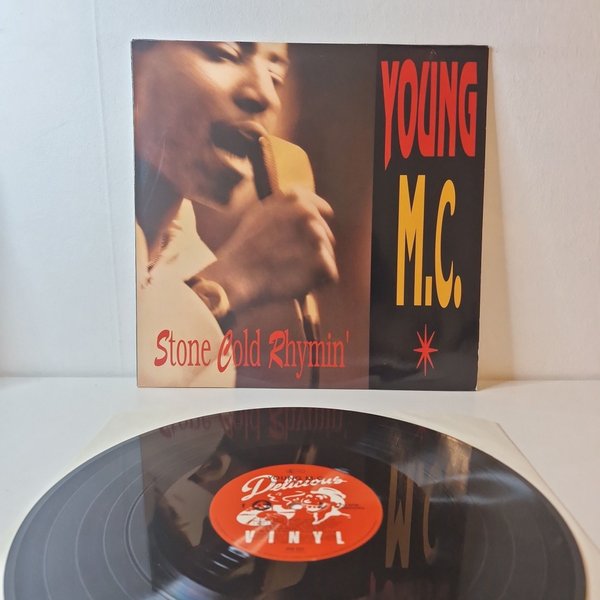 YOUNG
M.C.
Stone Cold Rhymin'
Delicious
VINYL